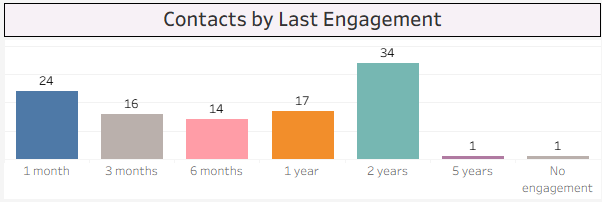 Contacts by Last Engagement
24
16
14
17
34
1
1
1 month
3 months
6 months
1 year
2 years
5 years
No
engagement